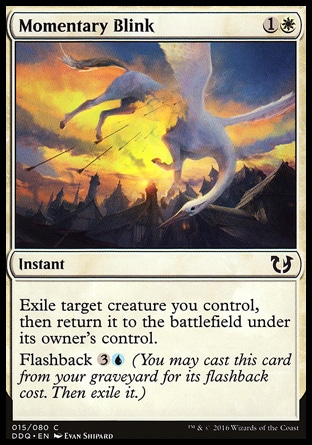 Momentary Blink 1
Instant
Exile target creature you control,
then return it to the battlefield under
its owner's control.
Flashback 3 (You may cast this
card from your graveyard for its flashback
cost. Then exile it.)
015/080 C
DDQ • EN Evan Shipard
™ & © 2016 Wizards of the Coast